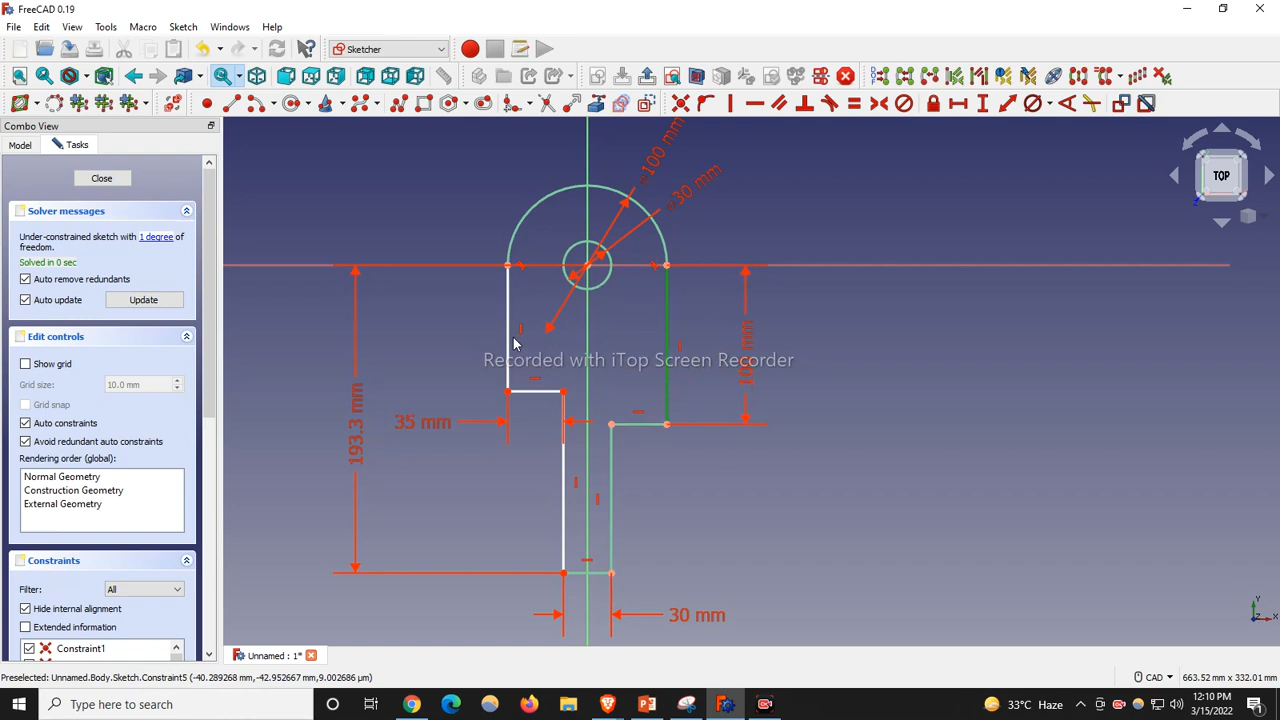 FreeCAD 0.19
File Edit View Tools Macro Sketch Windows Help
Sketcher
Combo View
Model Tasks
Close
Solver messages
Under-constrained sketch with 1 degree of
freedom.
Solved in 0 sec
Auto remove redundants
Auto update Update
Edit controls
Show grid
Grid size: 10.0 mm
Grid snap
Auto constraints
Avoid redundant auto constraints
Rendering order (global):
Normal Geometry
Construction Geometry
External Geometry
Constraints
Filter: All
Hide internal alignment
Extended information
Constraint1
100 mm
30 mm
TOP
Recorded with iTop Screen Recorder
100 mm
193.3 mm
35 mm
30 mm
Y
Z X
Unnamed : 1*
Preselected: Unnamed.Body.Sketch.Constraint5 (-40.289268 mm, -42.952667 mm, 9.002686 µm)
CAD 663.52 mm x 332.01 mm
Type here to search
33°C Haze
12:10 PM
3/15/2022